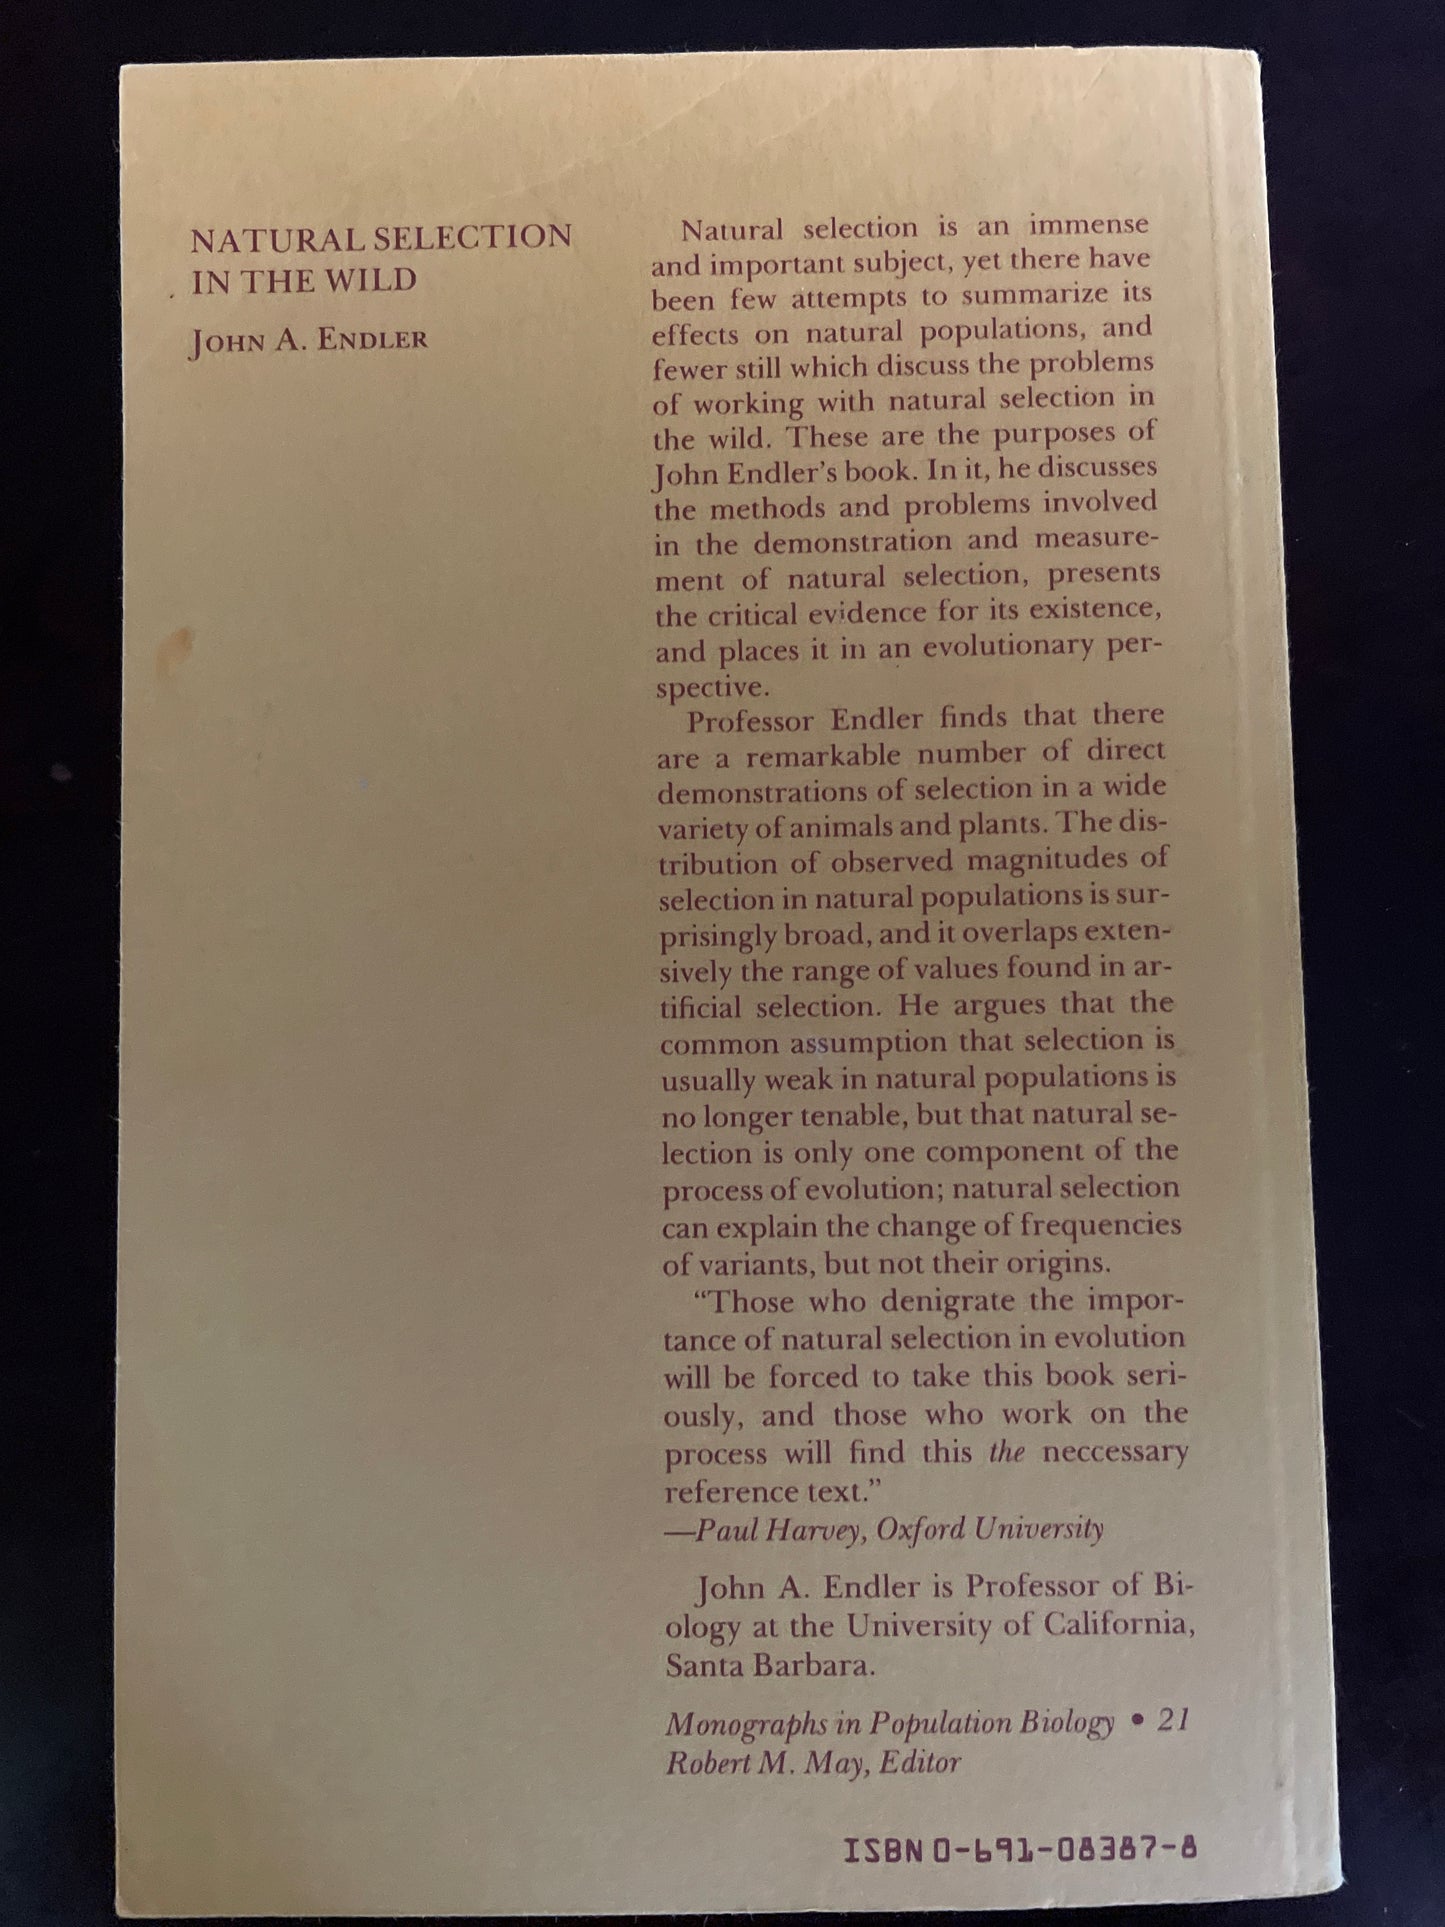 NATURAL SELECTION
IN THE WILD
JOHN A. ENDLER
Natural selection is an immense
and important subject, yet there have
been few attempts to summarize its
effects on natural populations, and
fewer still which discuss the problems
of working with natural selection in
the wild. These are the purposes of
John Endler's book. In it, he discusses
the methods and problems involved
in the demonstration and measure-
ment of natural selection, presents
the critical evidence for its existence,
and places it in an evolutionary per-
spective.
Professor Endler finds that there
are a remarkable number of direct
demonstrations of selection in a wide
variety of animals and plants. The dis-
tribution of observed magnitudes of
selection in natural populations is sur-
prisingly broad, and it overlaps exten-
sively the range of values found in ar-
tificial selection. He argues that the
common assumption that selection is
usually weak in natural populations is
no longer tenable, but that natural se-
lection is only one component of the
process of evolution; natural selection
can explain the change of frequencies
of variants, but not their origins.
“Those who denigrate the impor-
tance of natural selection in evolution
will be forced to take this book seri-
ously, and those who work on the
process will find this the neccessary
reference text.”
—Paul Harvey, Oxford University
John A. Endler is Professor of Bi-
ology at the University of California,
Santa Barbara.
Monographs in Population Biology • 21
Robert M. May, Editor
ISBN 0-691-08387-8